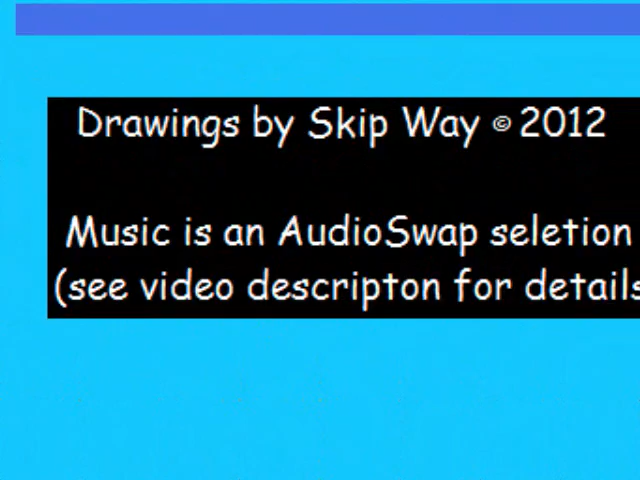 Drawings by Skip Way © 2012
Music is an AudioSwap seletion
(see video descripton for details